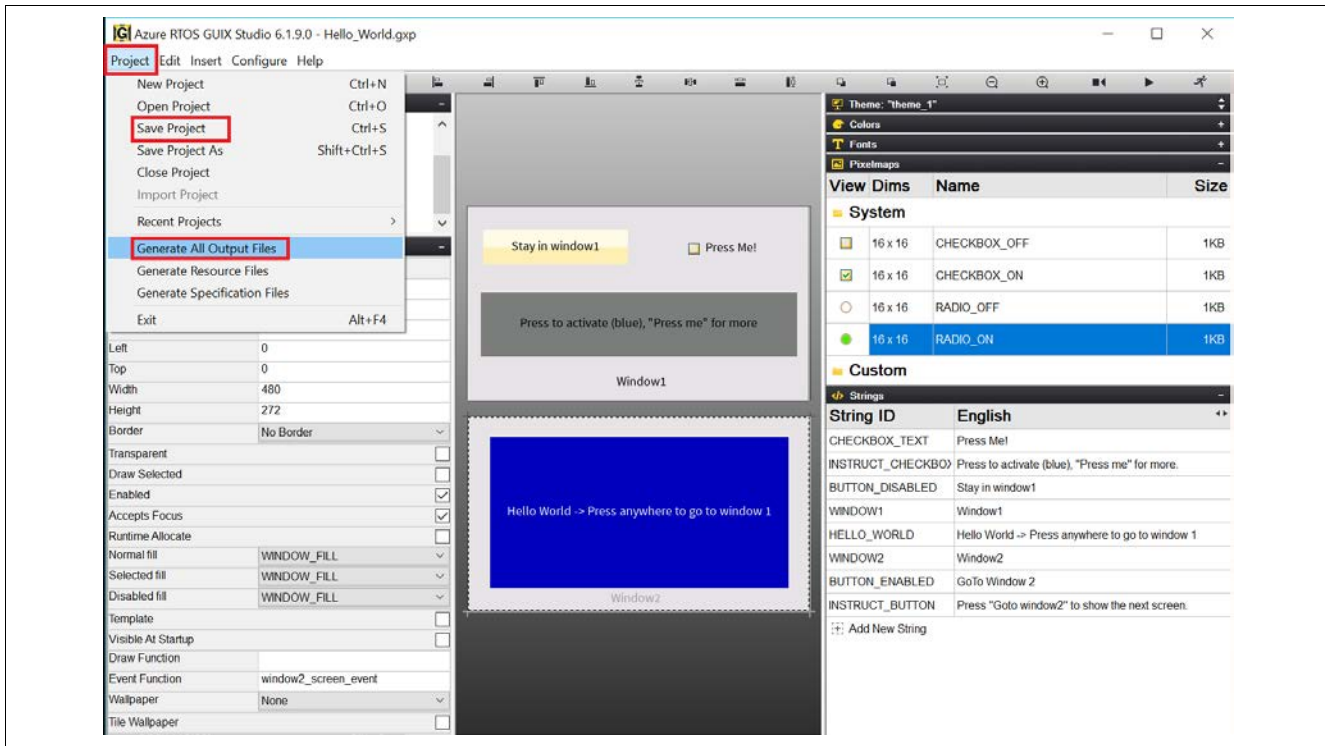 Azure RTOS GUIX Studio 6.1.9.0 - Hello_World.gxp
Project Edit Insert Configure Help
New Project Ctrl+N
Open Project Ctrl+O
Save Project Ctrl+S
Save Project As Shift+Ctrl+S
Close Project
Import Project
Recent Projects
Generate All Output Files
Generate Resource Files
Generate Specification Files
Exit Alt+F4
Left 0
Top 0
Width 480
Height 272
Border No Border
Transparent
Draw Selected
Enabled
Accepts Focus
Runtime Allocate
Normal fill WINDOW_FILL
Selected fill WINDOW_FILL
Disabled fill WINDOW_FILL
Template
Visible At Startup
Draw Function
Event Function window2_screen_event
Wallpaper None
Tile Wallpaper
Stay in window1 Press Me!
Press to activate (blue), "Press me" for more
Window1
Hello World -> Press anywhere to go to window 1
Window2
Theme: "theme_1"
Colors
Fonts
Pixelmaps
View Dims Name Size
System
16 x 16 CHECKBOX_OFF 1KB
16 x 16 CHECKBOX_ON 1KB
16 x 16 RADIO_OFF 1KB
16 x 16 RADIO_ON 1KB
Custom
Strings
String ID English
CHECKBOX_TEXT Press Me!
INSTRUCT_CHECKBO Press to activate (blue), "Press me" for more.
BUTTON_DISABLED Stay in window1
WINDOW1 Window1
HELLO_WORLD Hello World -> Press anywhere to go to window 1
WINDOW2 Window2
BUTTON_ENABLED GoTo Window 2
INSTRUCT_BUTTON Press "Goto window2" to show the next screen.
Add New String